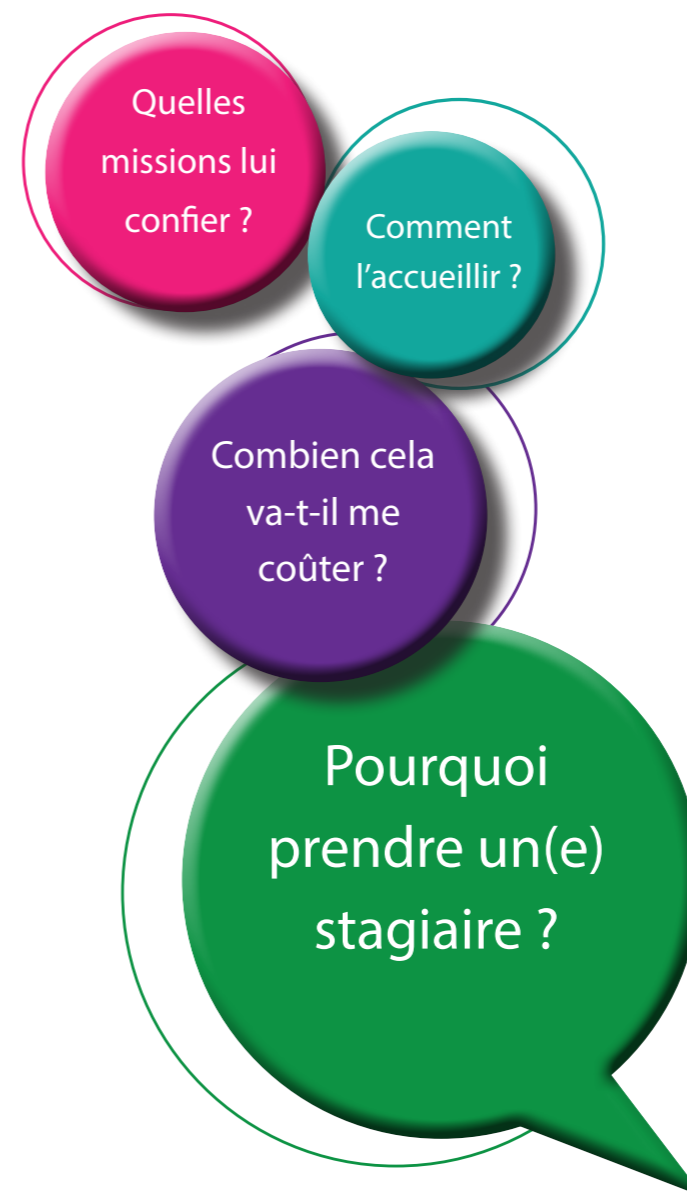 Quelles
missions lui
confier ?
Comment
l’accueillir ?
Combien cela
va-t-il me
coûter ?
Pourquoi
prendre un(e)
stagiaire ?